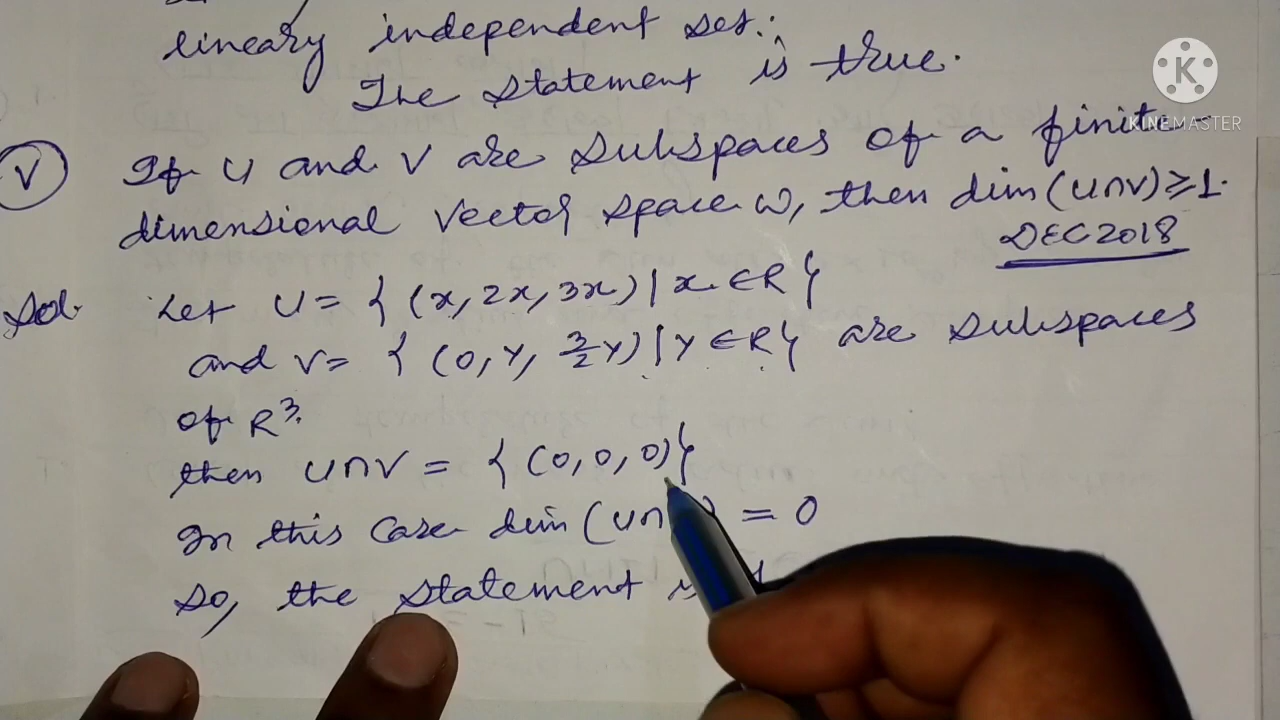 lineary independent set.
The statement is true.
K
KINEMASTER
V If U and V are subspaces of a finite
dimensional vector space W, then dim (U∩V) ≥ 1.
DEC 2018
Sol. Let U = { (x, 2x, 3x) | x ∈ R }
and V = { (0, y, 3/2 y) | y ∈ R } are subspaces
of R³.
then U∩V = { (0, 0, 0) }
In this case dim (U∩ ) = 0
So, the statement is